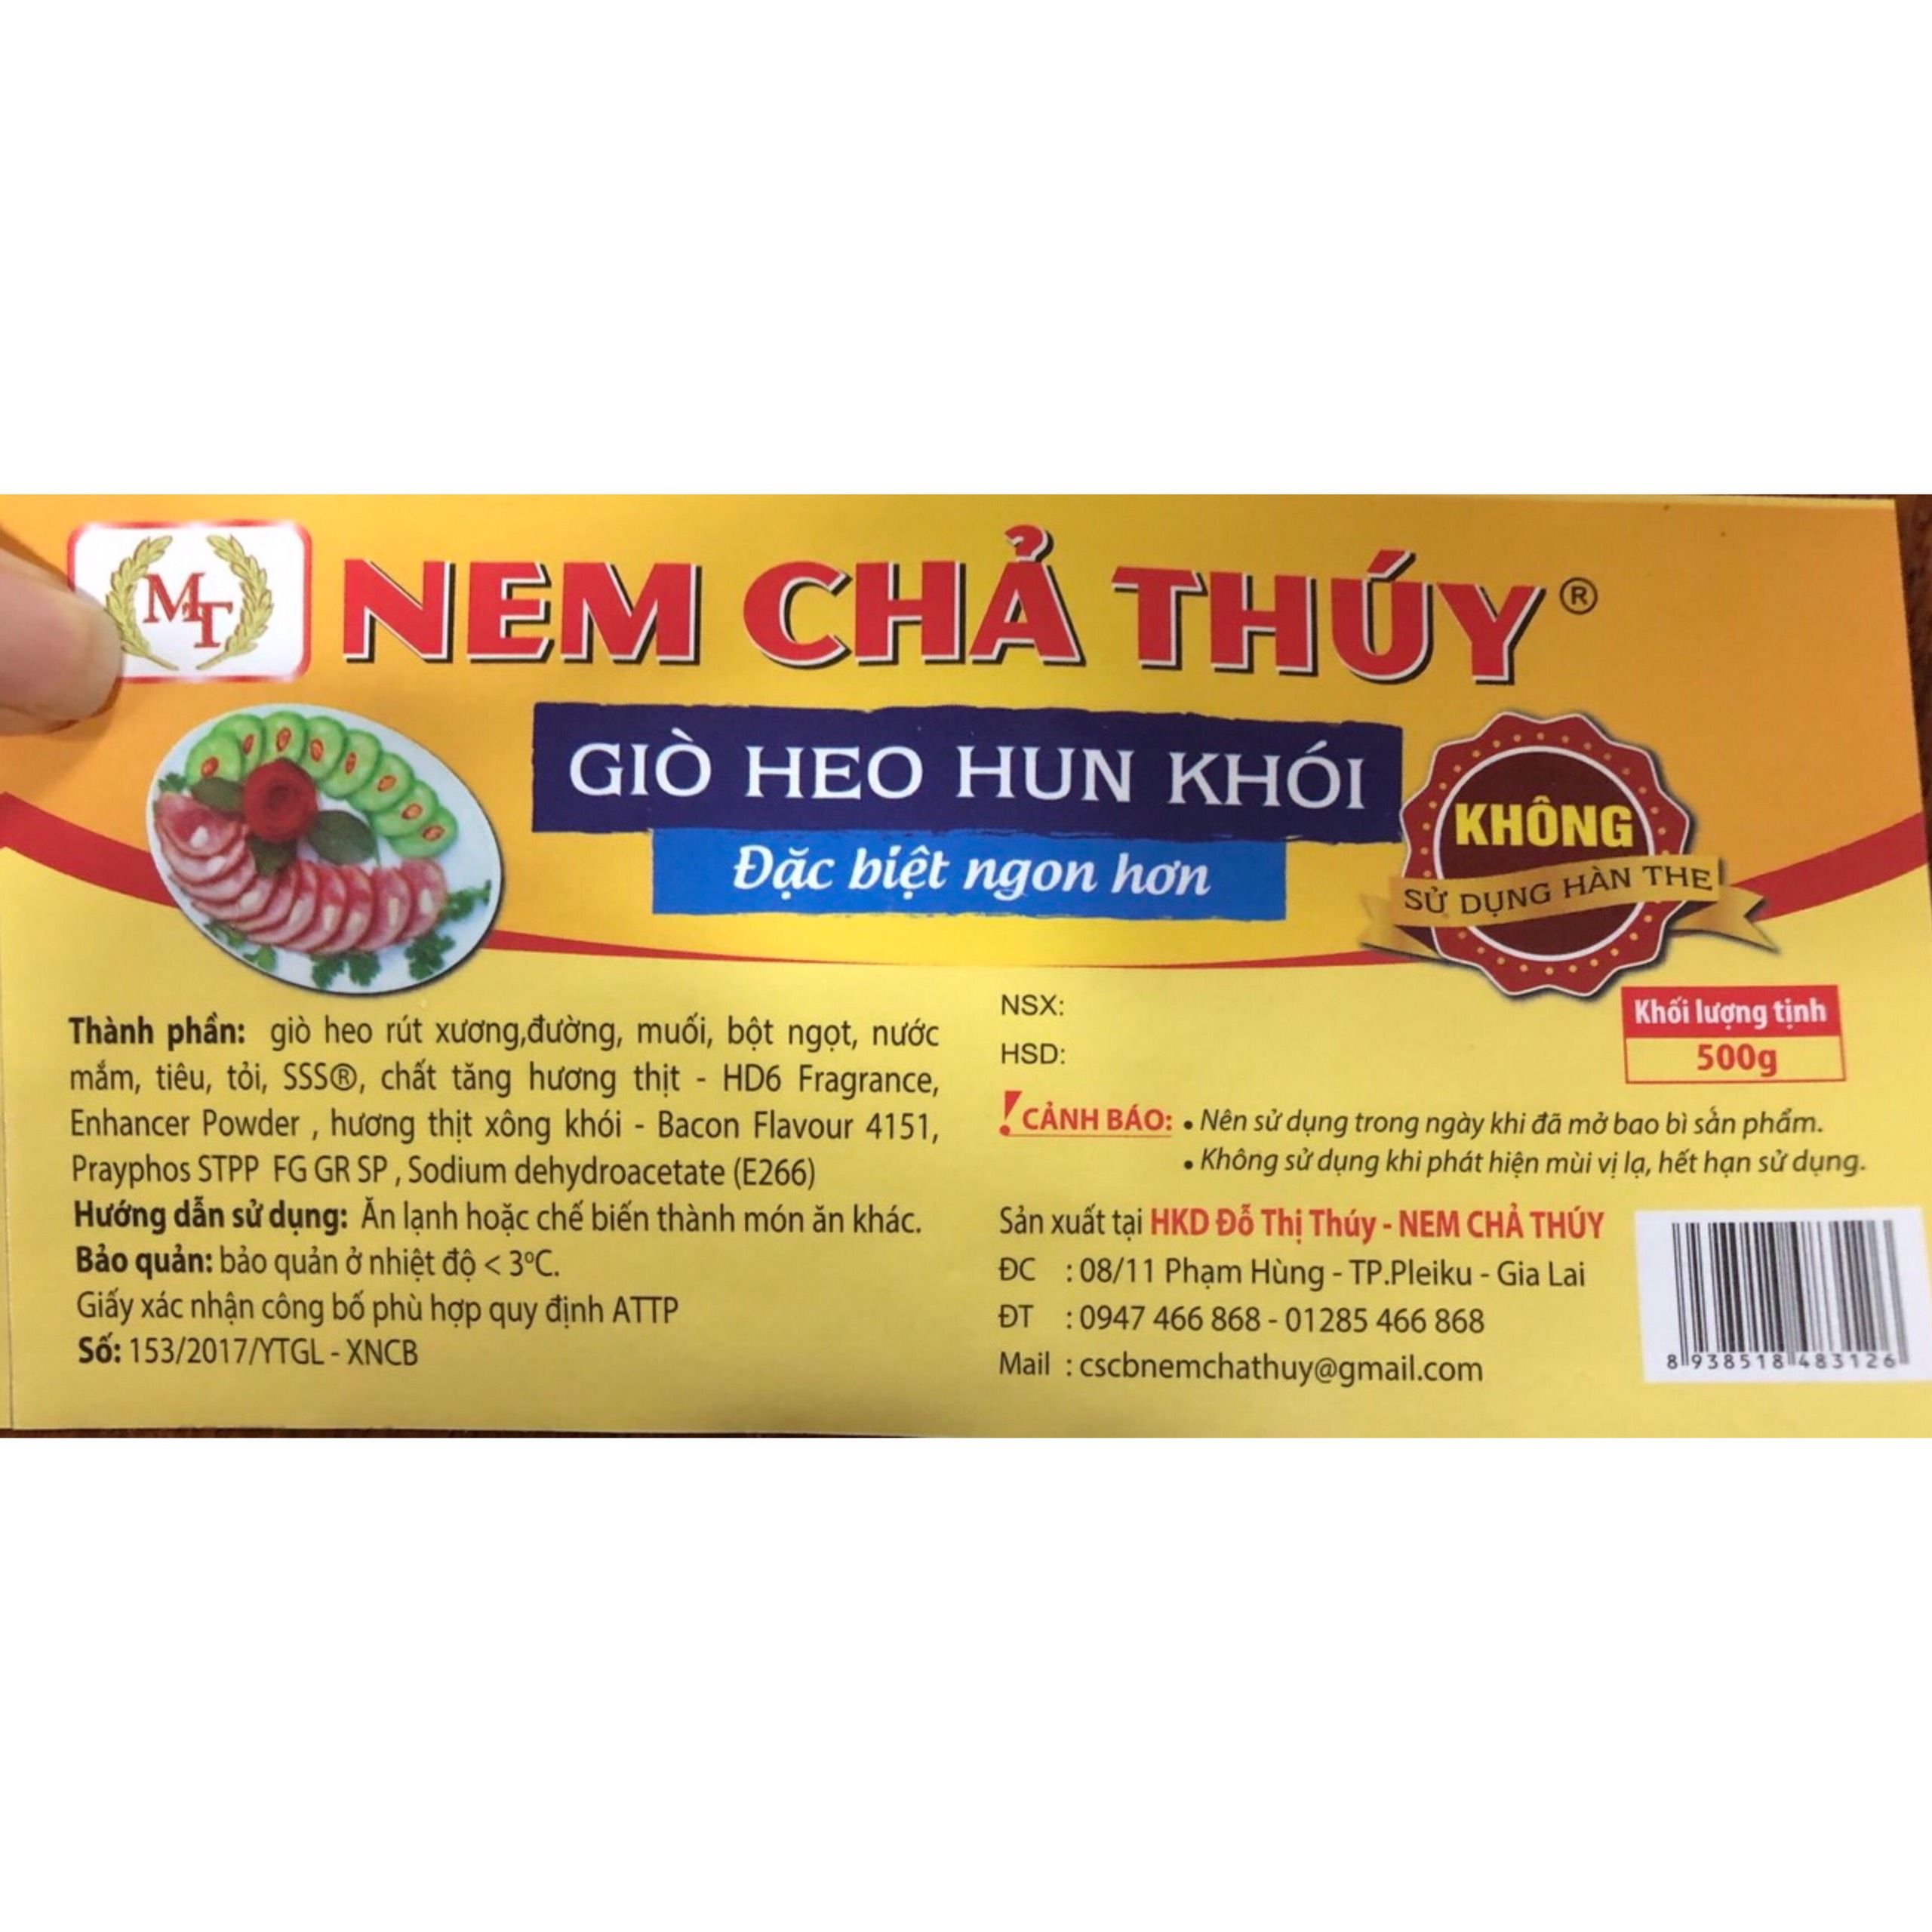 MT
NEM CHẢ THÚY®
GIÒ HEO HUN KHÓI
Đặc biệt ngon hơn
KHÔNG
SỬ DỤNG HÀN THE
Thành phần: giò heo rút xương,đường, muối, bột ngọt, nước
mắm, tiêu, tỏi, SSS®, chất tăng hương thịt - HD6 Fragrance,
Enhancer Powder , hương thịt xông khói - Bacon Flavour 4151,
Prayphos STPP FG GR SP , Sodium dehydroacetate (E266)
Hướng dẫn sử dụng: Ăn lạnh hoặc chế biến thành món ăn khác.
Bảo quản: bảo quản ở nhiệt độ < 3ºC.
Giấy xác nhận công bố phù hợp quy định ATTP
Số: 153/2017/YTGL - XNCB
NSX:
HSD:
Khối lượng tịnh
500g
! CẢNH BÁO: • Nên sử dụng trong ngày khi đã mở bao bì sản phẩm.
• Không sử dụng khi phát hiện mùi vị lạ, hết hạn sử dụng.
Sản xuất tại HKD Đỗ Thị Thúy - NEM CHẢ THÚY
ĐC : 08/11 Phạm Hùng - TP.Pleiku - Gia Lai
ĐT : 0947 466 868 - 01285 466 868
Mail : cscbnemchathuy@gmail.com
8 938518 483126